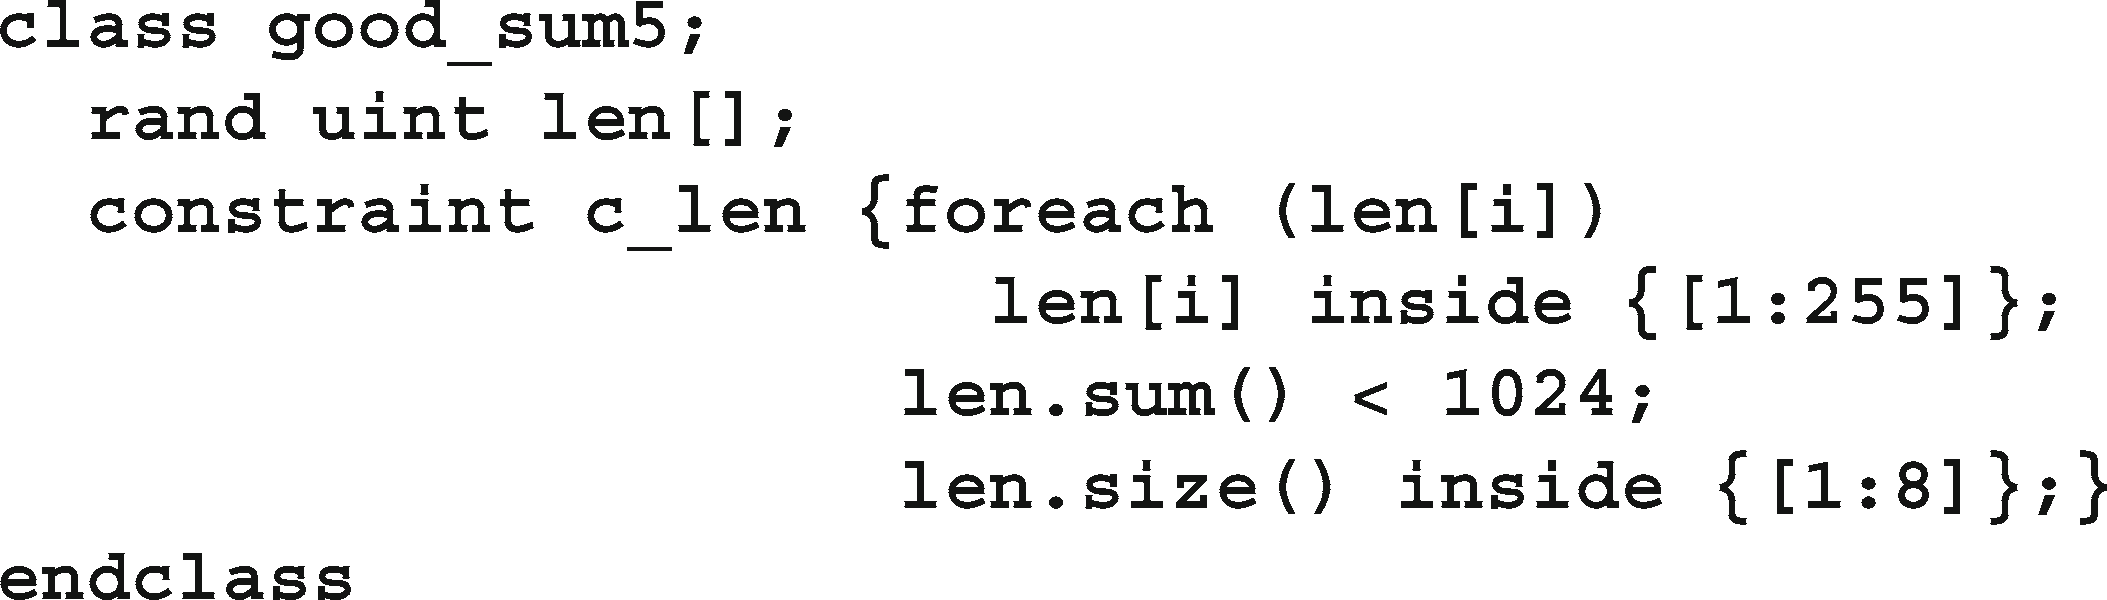 class good_sum5;
  rand uint len[];
  constraint c_len {foreach (len[i])
                      len[i] inside {[1:255]};
                    len.sum() < 1024;
                    len.size() inside {[1:8]};}
endclass